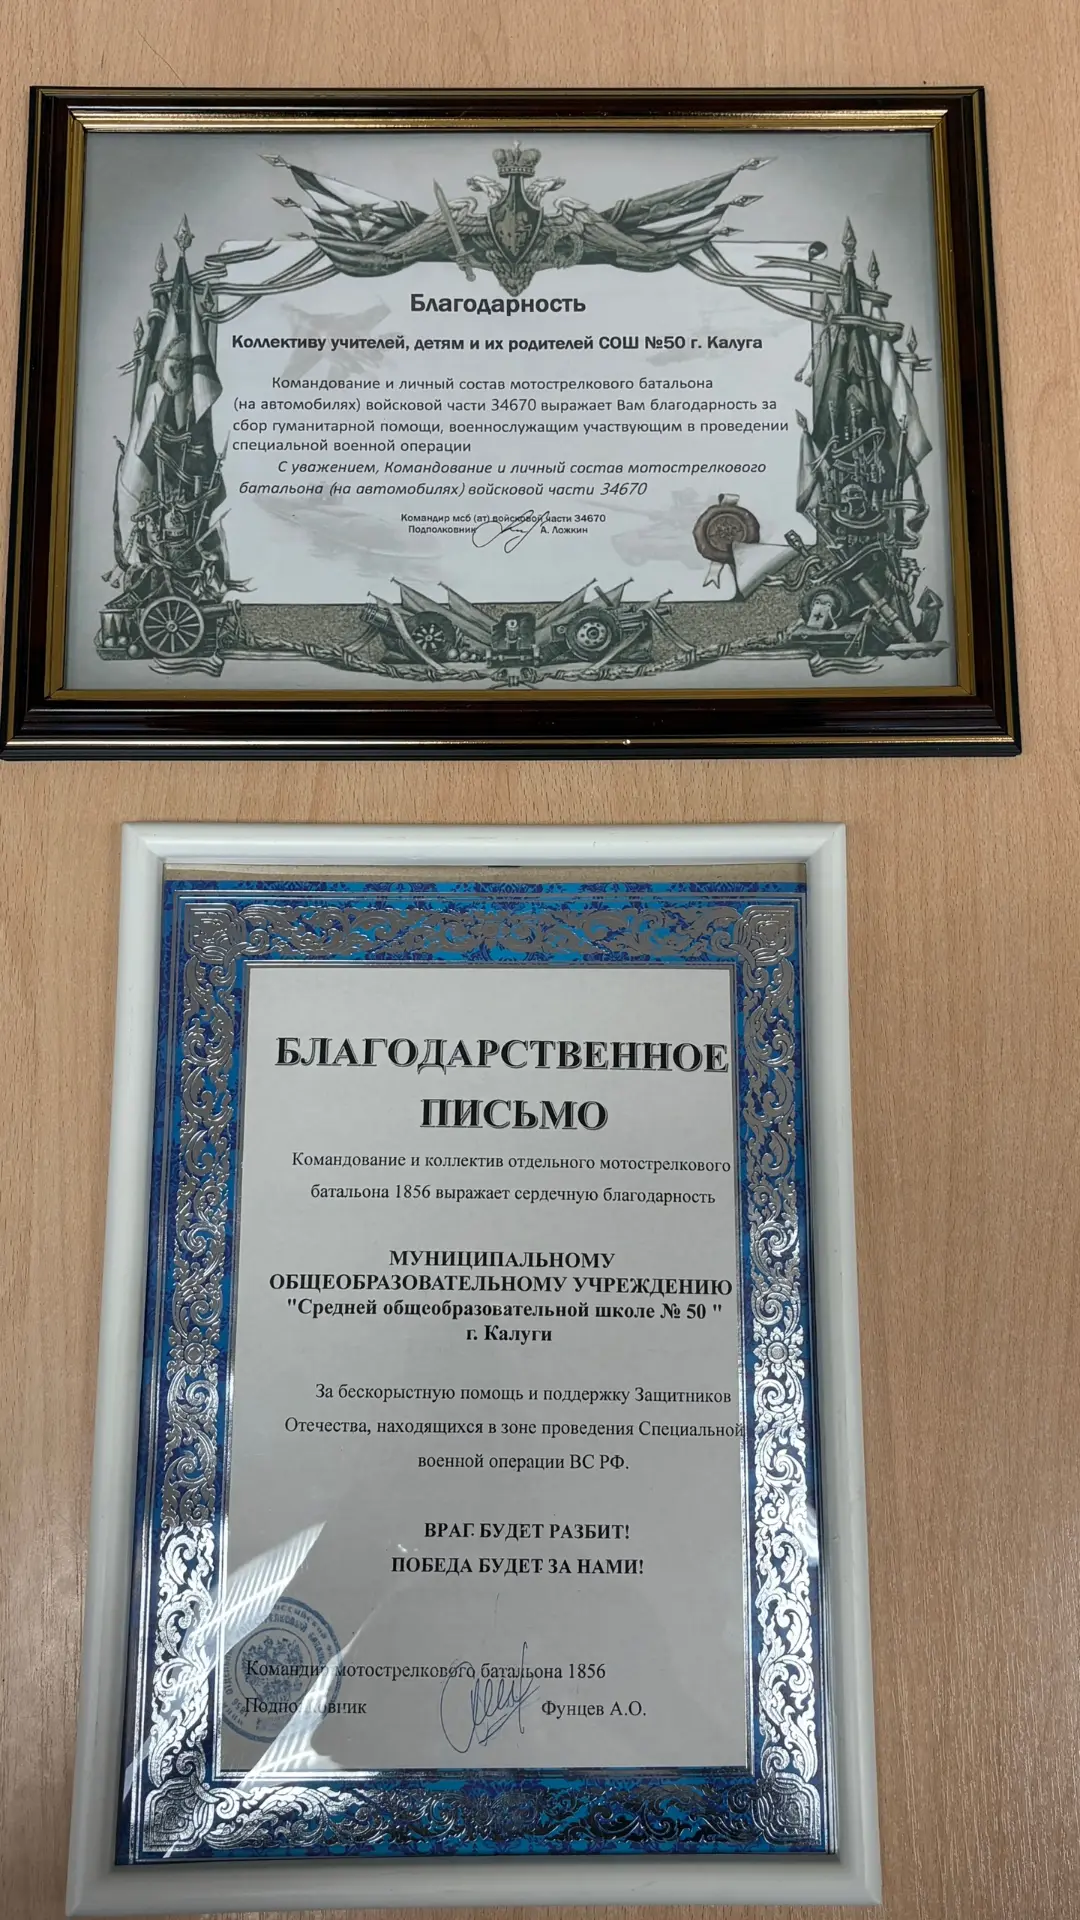 Благодарность
Коллективу учителей, детям и их родителей СОШ №50 г. Калуга
Командование и личный состав мотострелкового батальона
(на автомобилях) войсковой части 34670 выражает Вам благодарность за
сбор гуманитарной помощи, военнослужащим участвующим в проведении
специальной военной операции
С уважением, Командование и личный состав мотострелкового
батальона (на автомобилях) войсковой части 34670
Командир мсб (ат) войсковой части 34670
Подполковник А. Ложкин
БЛАГОДАРСТВЕННОЕ
ПИСЬМО
Командование и коллектив отдельного мотострелкового
батальона 1856 выражает сердечную благодарность
МУНИЦИПАЛЬНОМУ
ОБЩЕОБРАЗОВАТЕЛЬНОМУ УЧРЕЖДЕНИЮ
"Средней общеобразовательной школе № 50 "
г. Калуги
За бескорыстную помощь и поддержку Защитников
Отечества, находящихся в зоне проведения Специальной
военной операции ВС РФ.
ВРАГ БУДЕТ РАЗБИТ!
ПОБЕДА БУДЕТ ЗА НАМИ!
Командир мотострелкового батальона 1856
Подполковник Фунцев А.О.